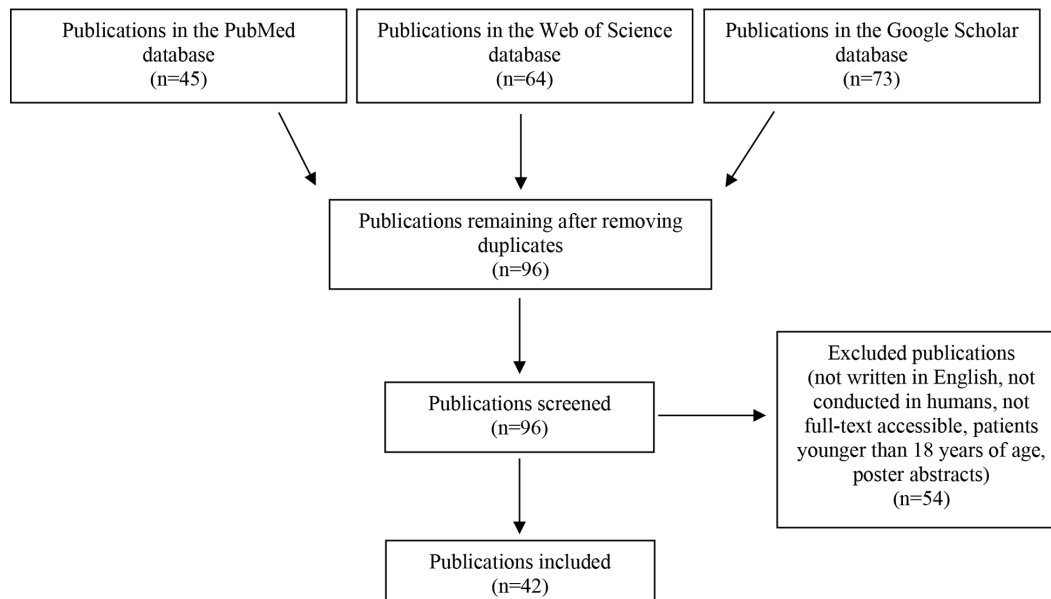 Publications in the PubMed
database
(n=45)
Publications in the Web of Science
database
(n=64)
Publications in the Google Scholar
database
(n=73)
Publications remaining after removing
duplicates
(n=96)
Publications screened
(n=96)
Excluded publications
(not written in English, not
conducted in humans, not
full-text accessible, patients
younger than 18 years of age,
poster abstracts)
(n=54)
Publications included
(n=42)